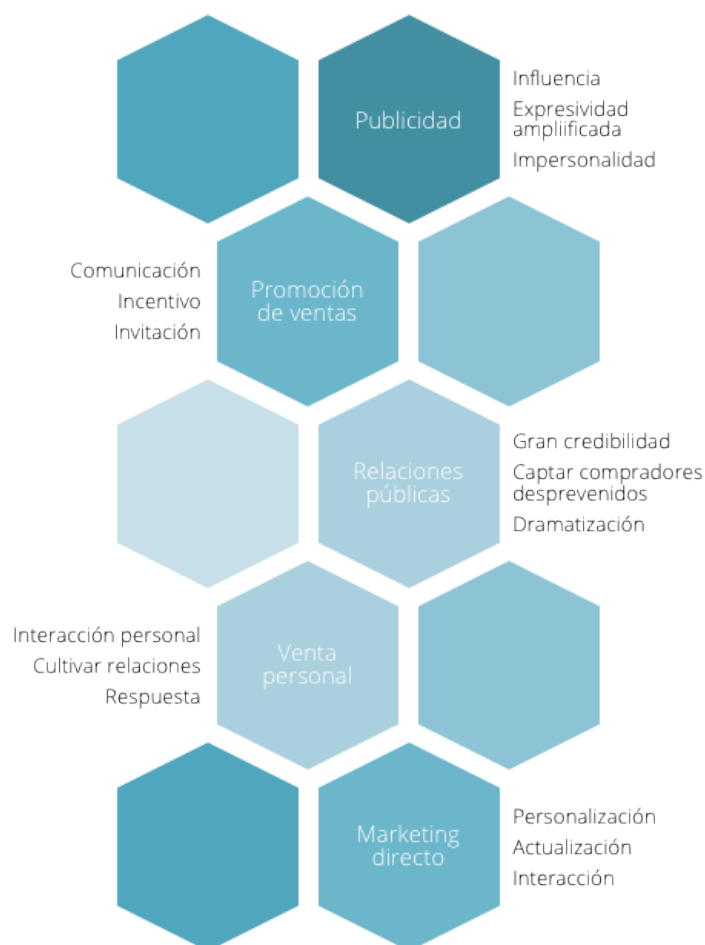 Publicidad
Influencia
Expresividad
ampliificada
Impersonalidad
Comunicación
Incentivo
Invitación
Promoción
de ventas
Relaciones
públicas
Gran credibilidad
Captar compradores
desprevenidos
Dramatización
Interacción personal
Cultivar relaciones
Respuesta
Venta
personal
Marketing
directo
Personalización
Actualización
Interacción